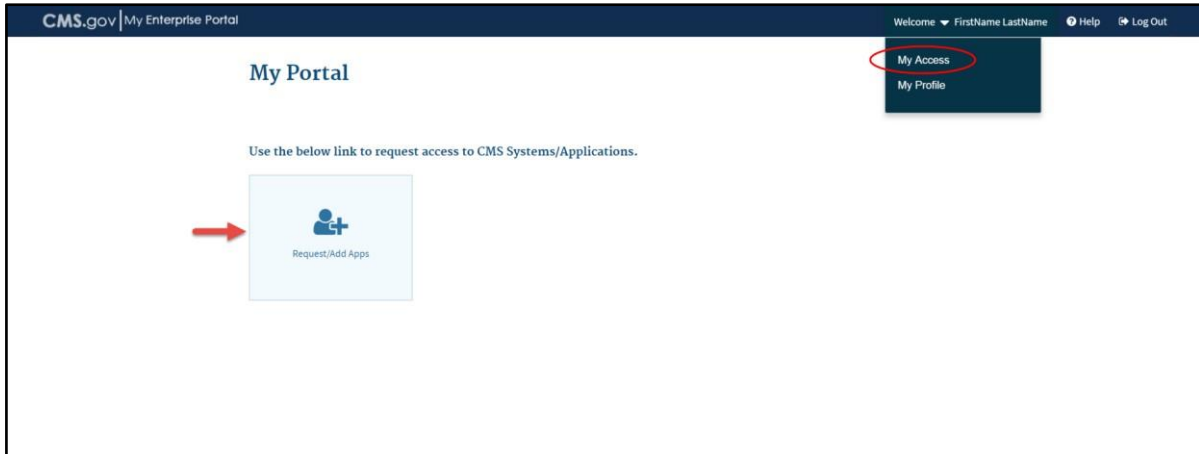 CMS.gov My Enterprise Portal
Welcome FirstName LastName Help Log Out
My Access
My Profile
My Portal
Use the below link to request access to CMS Systems/Applications.
Request/Add Apps